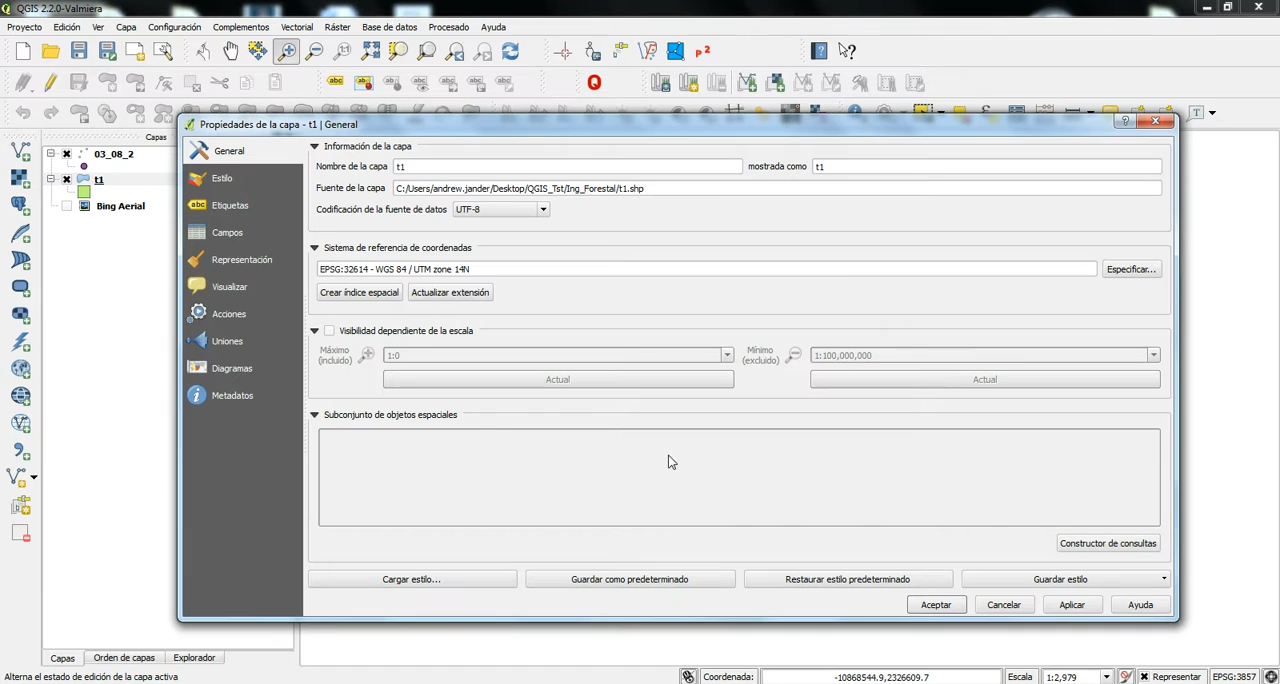 QGIS 2.2.0-Valmiera
Proyecto Edición Ver Capa Configuración Complementos Vectorial Ráster Base de datos Procesado Ayuda
Capas
03_08_2
t1
Bing Aerial
Propiedades de la capa - t1 | General
General
Estilo
Etiquetas
Campos
Representación
Visualizar
Acciones
Uniones
Diagramas
Metadatos
Información de la capa
Nombre de la capa t1 mostrada como t1
Fuente de la capa C:/Users/andrew.jander/Desktop/QGIS_Tst/Ing_Forestal/t1.shp
Codificación de la fuente de datos UTF-8
Sistema de referencia de coordenadas
EPSG:32614 - WGS 84 / UTM zone 14N Especificar...
Crear índice espacial Actualizar extensión
Visibilidad dependiente de la escala
Máximo (incluido) 1:0 Mínimo (excluido) 1:100,000,000
Actual Actual
Subconjunto de objetos espaciales
Constructor de consultas
Cargar estilo... Guardar como predeterminado Restaurar estilo predeterminado Guardar estilo
Aceptar Cancelar Aplicar Ayuda
Capas Orden de capas Explorador
Alterna el estado de edición de la capa activa Coordenada: -10868544.9,2326609.7 Escala 1:2,979 Representar EPSG:3857